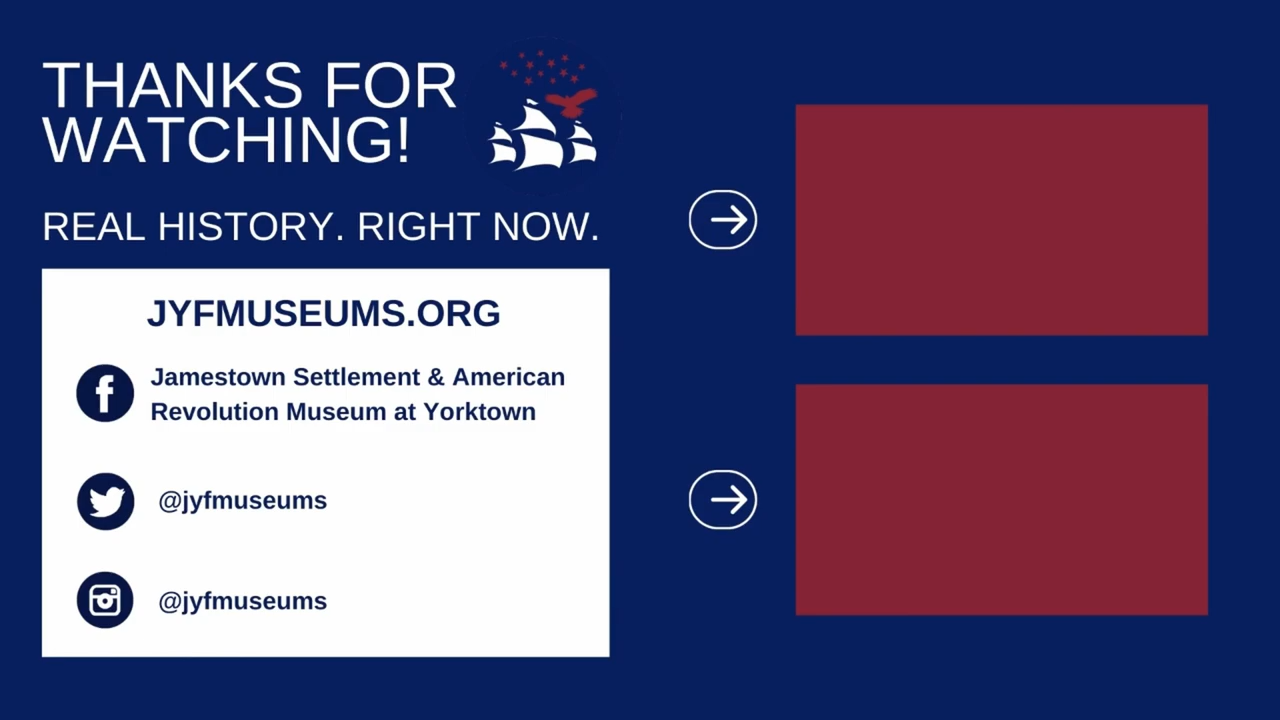 THANKS FOR
WATCHING!
REAL HISTORY. RIGHT NOW.
JYFMUSEUMS.ORG
Jamestown Settlement & American
Revolution Museum at Yorktown
@jyfmuseums
@jyfmuseums